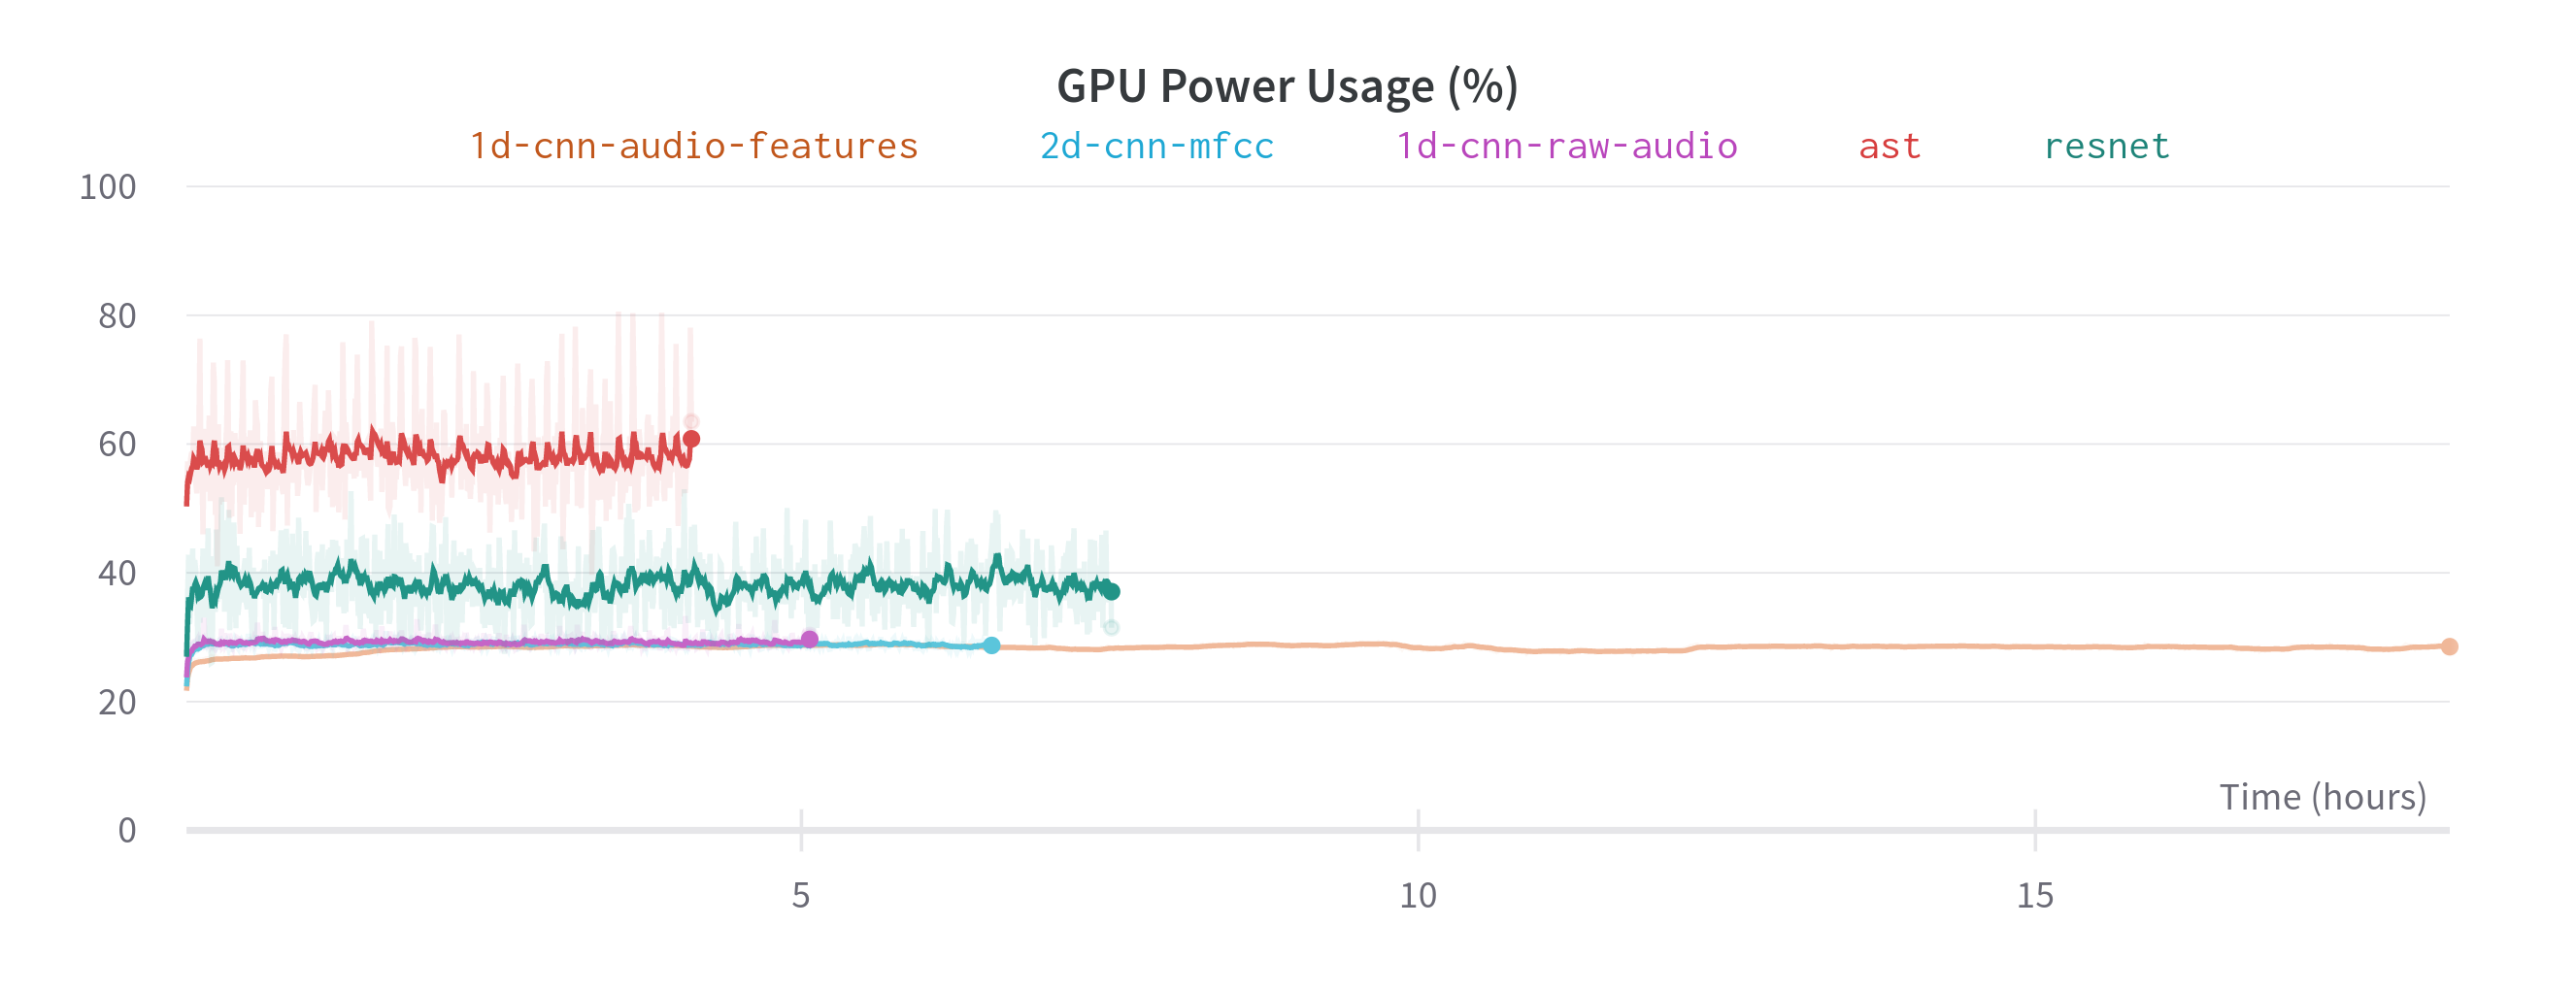 GPU Power Usage (%)
1d-cnn-audio-features 2d-cnn-mfcc 1d-cnn-raw-audio ast resnet
100
80
60
40
20
0
Time (hours)
5 10 15